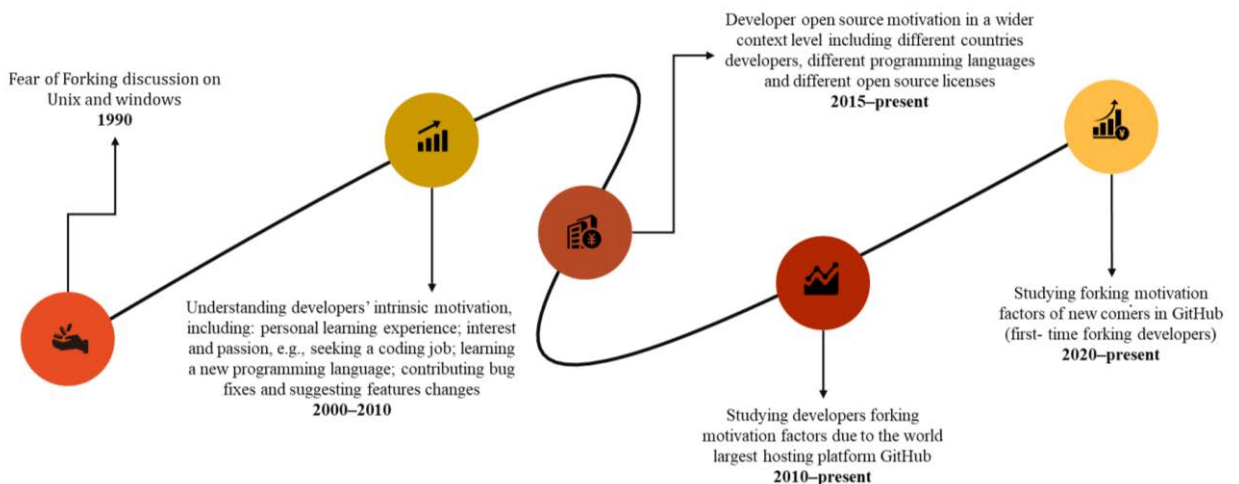 Fear of Forking discussion on
Unix and windows
1990
Understanding developers’ intrinsic motivation,
including: personal learning experience; interest
and passion, e.g., seeking a coding job; learning
a new programming language; contributing bug
fixes and suggesting features changes
2000–2010
Developer open source motivation in a wider
context level including different countries
developers, different programming languages
and different open source licenses
2015–present
Studying developers forking
motivation factors due to the world
largest hosting platform GitHub
2010–present
Studying forking motivation
factors of new comers in GitHub
(first- time forking developers)
2020–present